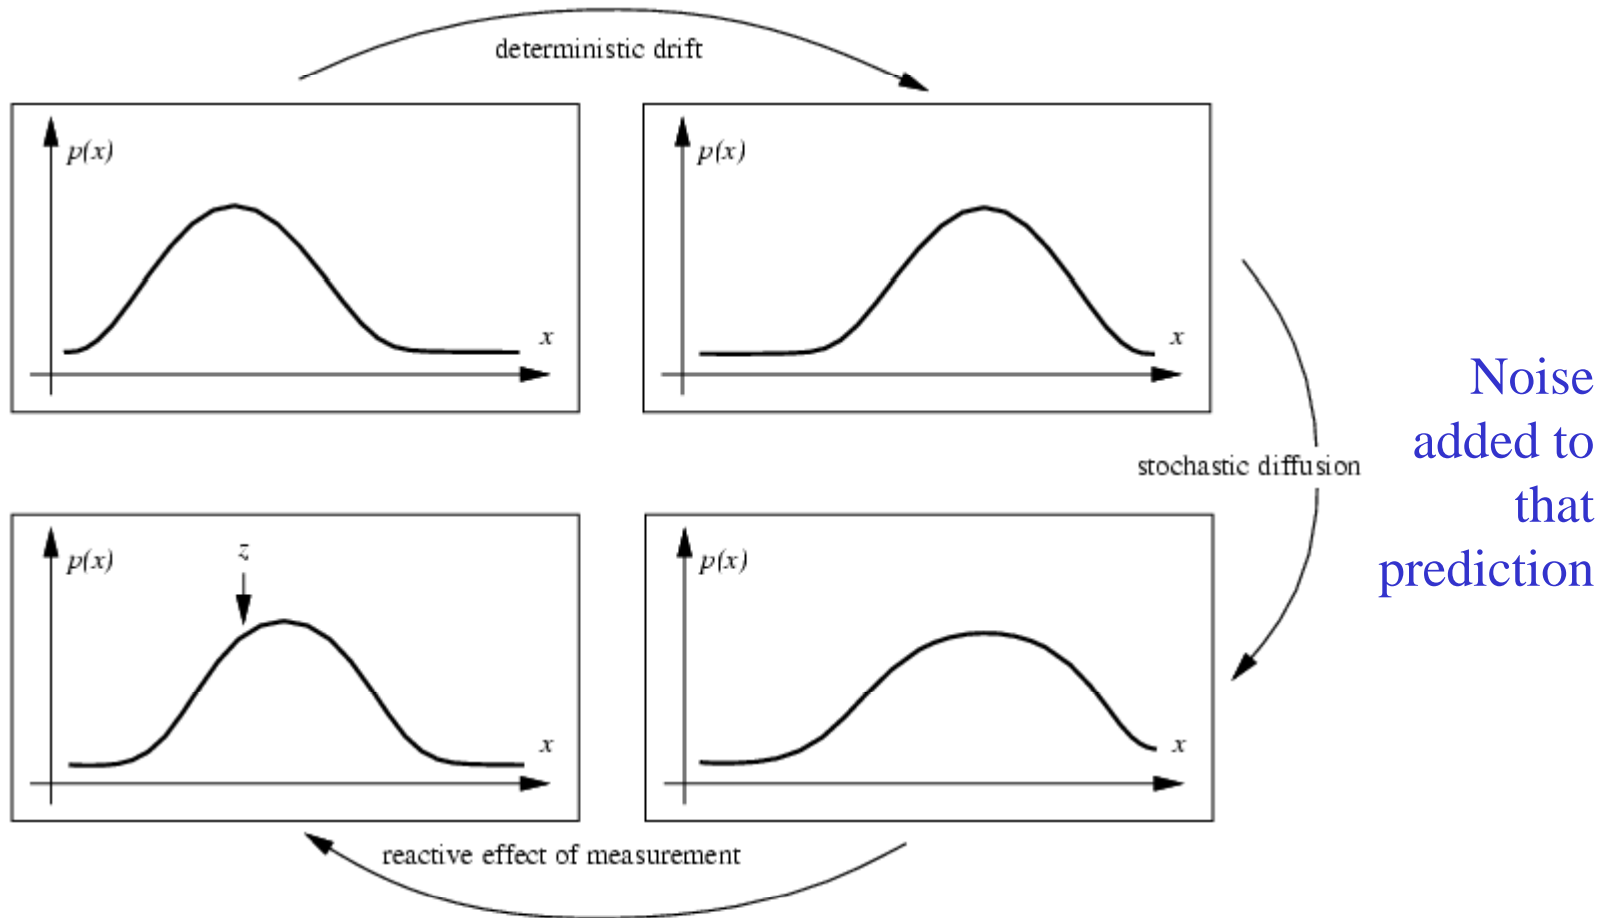 deterministic drift
p(x)
x
p(x)
x
stochastic diffusion
Noise
added to
that
prediction
p(x)
z
x
p(x)
x
reactive effect of measurement